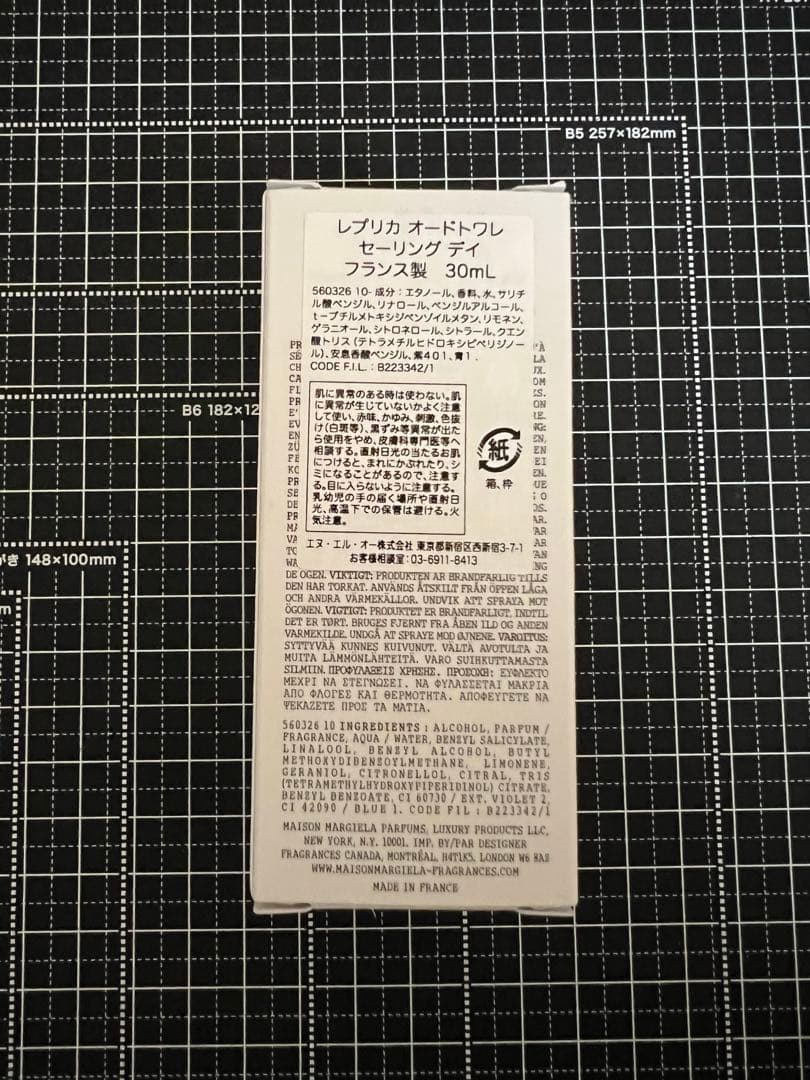 B5 257×182mm
B6 182×12
がき 148×100mm
レプリカ オードトワレ
セーリング デイ
フランス製 30mL
560326 10- 成分：エタノール、香料、水、サリチ
ル酸ベンジル、リナロール、ベンジルアルコール、
t－ブチルメトキシジベンゾイルメタン、リモネン、
ゲラニオール、シトロネロール、シトラール、クエン
酸トリス（テトラメチルヒドロキシピペリジノー
ル）、安息香酸ベンジル、紫４０１、青１．
CODE F.I.L.：B223342/1
肌に異常のある時は使わない。肌
に異常が生じていないかよく注意
して使い、赤味、かゆみ、刺激、色抜
け（白斑等）、黒ずみ等異常が出た
ら使用をやめ、皮膚科専門医等へ
相談する。直射日光の当たるお肌
につけると、まれにかぶれたり、シ
ミになることがあるので、注意す
る。目に入らないように注意する。
乳幼児の手の届く場所や直射日
光、高温下での保管は避ける。火
気注意。
紙
箱、枠
エヌ・エル・オー株式会社 東京都新宿区西新宿3-7-1
お客様相談室：03-6911-8413
DE OGEN. VIKTIGT: PRODUKTEN ÄR BRANDFARLIG TILLS
DEN HAR TORKAT. ANVÄNDS ÅTSKILT FRÅN ÖPPEN LÅGA
OCH ANDRA VÄRMEKÄLLOR. UNDVIK ATT SPRAYA MOT
ÖGONEN. VIGTIGT: PRODUKTET ER BRANDFARLIGT, INDTIL
DET ER TØRT. BRUGES FJERNT FRA ÅBEN ILD OG ANDEN
VARMEKILDE. UNDGÅ AT SPRAYE MOD ØJNENE. VAROITUS:
SYTTYVÄÄ KUNNES KUIVUNUT. VÄLTÄ AVOTULTA JA
MUITA LÄMMÖNLÄHTEITÄ. VARO SUIHKUTTAMASTA
SILMIIN. ΠΡΟΦΥΛΑΞΕΙΣ ΧΡΗΣΗΣ. ΠΡΟΣΟΧΗ: ΕΥΦΛΕΚΤΟ
ΜΕΧΡΙ ΝΑ ΣΤΕΓΝΩΣΕΙ. ΝΑ ΦΥΛΑΣΣΕΤΑΙ ΜΑΚΡΙΑ
ΑΠΟ ΦΛΟΓΕΣ ΚΑΙ ΘΕΡΜΟΤΗΤΑ. ΑΠΟΦΕΥΓΕΤΕ ΝΑ
ΨΕΚΑΖΕΤΕ ΠΡΟΣ ΤΑ ΜΑΤΙΑ.
560326 10 INGREDIENTS : ALCOHOL, PARFUM /
FRAGRANCE, AQUA / WATER, BENZYL SALICYLATE,
LINALOOL, BENZYL ALCOHOL, BUTYL
METHOXYDIBENZOYLMETHANE, LIMONENE,
GERANIOL, CITRONELLOL, CITRAL, TRIS
(TETRAMETHYLHYDROXYPIPERIDINOL) CITRATE,
BENZYL BENZOATE, CI 60730 / EXT. VIOLET 2,
CI 42090 / BLUE 1. CODE FIL : B223342/1
MAISON MARGIELA PARFUMS, LUXURY PRODUCTS LLC,
NEW YORK, N.Y. 10001. IMP. BY/PAR DESIGNER
FRAGRANCES CANADA, MONTRÉAL, H4T1K5. LONDON W6 8AZ
WWW.MAISONMARGIELA-FRAGRANCES.COM
MADE IN FRANCE